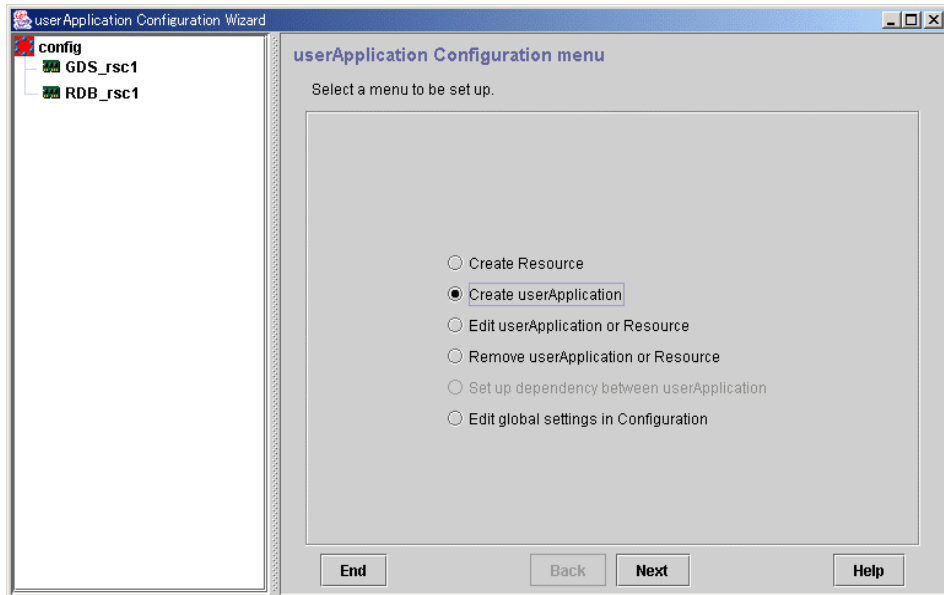 userApplication Configuration Wizard
config
GDS_rsc1
RDB_rsc1
userApplication Configuration menu
Select a menu to be set up.
Create Resource
Create userApplication
Edit userApplication or Resource
Remove userApplication or Resource
Set up dependency between userApplication
Edit global settings in Configuration
End
Back
Next
Help